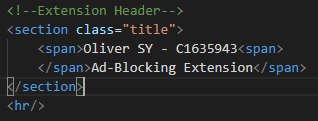 <!--Extension Header-->
<section class="title">
<span>Oliver SY - C1635943<span>
</span>Ad-Blocking Extension</span>
</section>
<hr/>